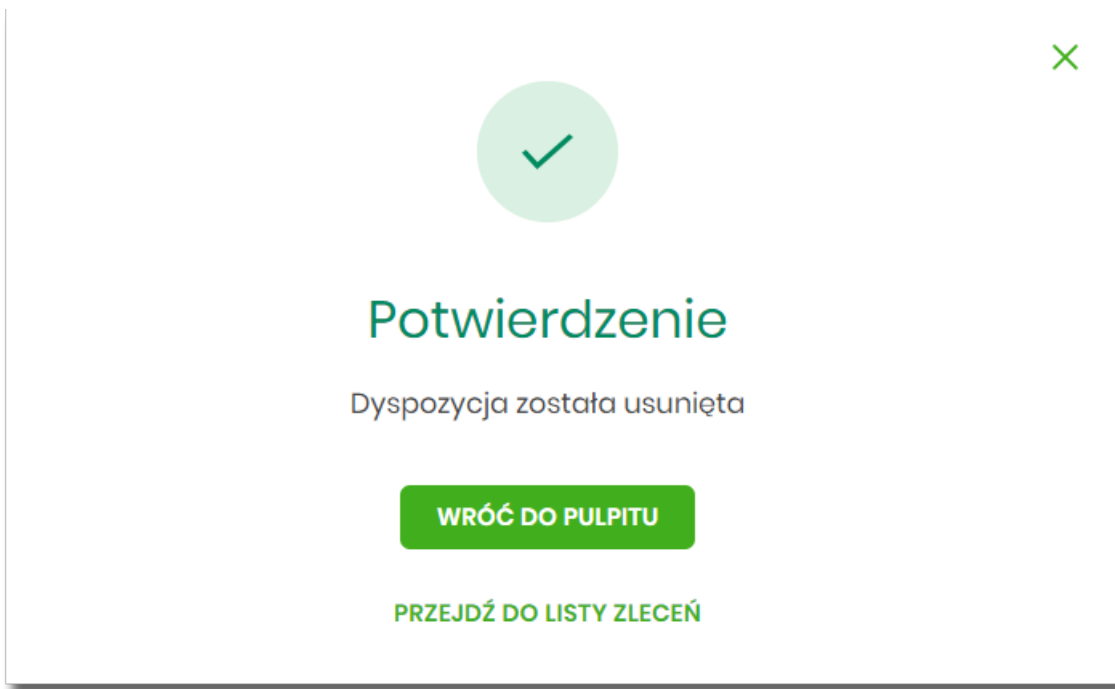 Potwierdzenie
Dyspozycja została usunięta
WRÓĆ DO PULPITU
PRZEJDŹ DO LISTY ZLECEŃ